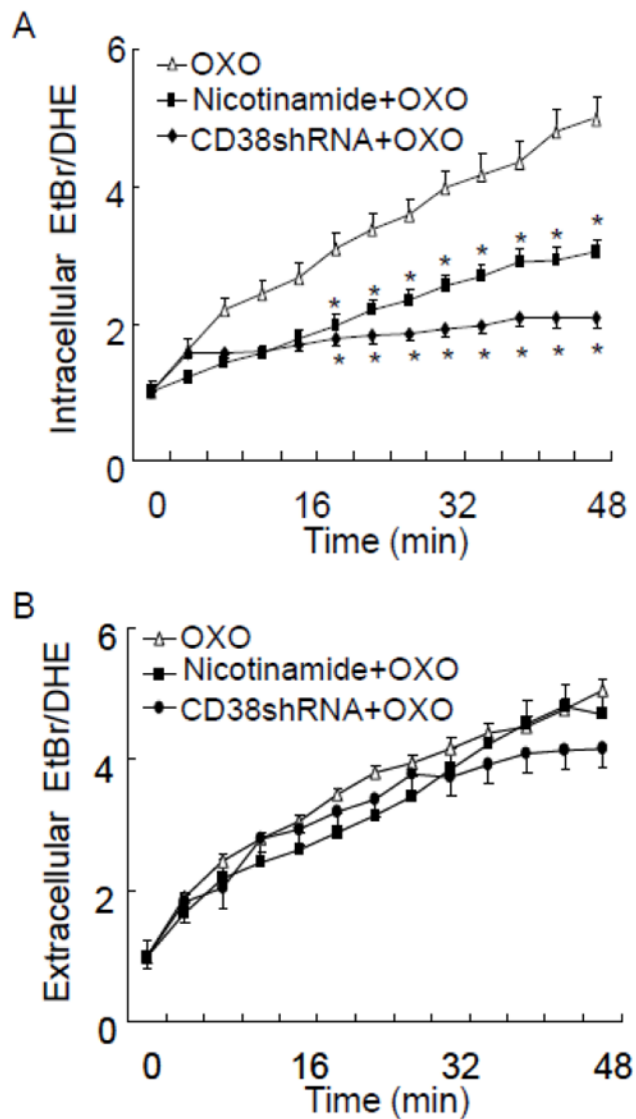 A
6
OXO
Nicotinamide+OXO
CD38shRNA+OXO
4
2
0
Intracellular EtBr/DHE
* * * * * * * *
* * * * * * * *
0 16 32 48
Time (min)
B
6
OXO
Nicotinamide+OXO
CD38shRNA+OXO
4
2
0
Extracellular EtBr/DHE
0 16 32 48
Time (min)